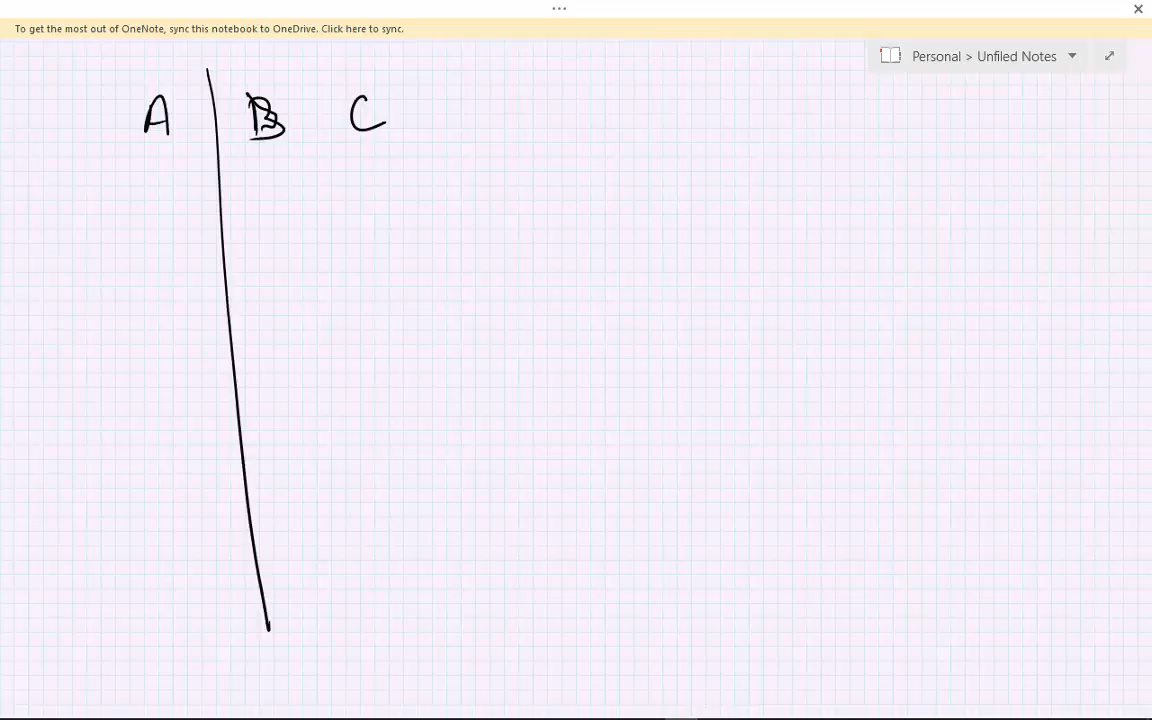 To get the most out of OneNote, sync this notebook to OneDrive. Click here to sync.
Personal > Unfiled Notes
A B C